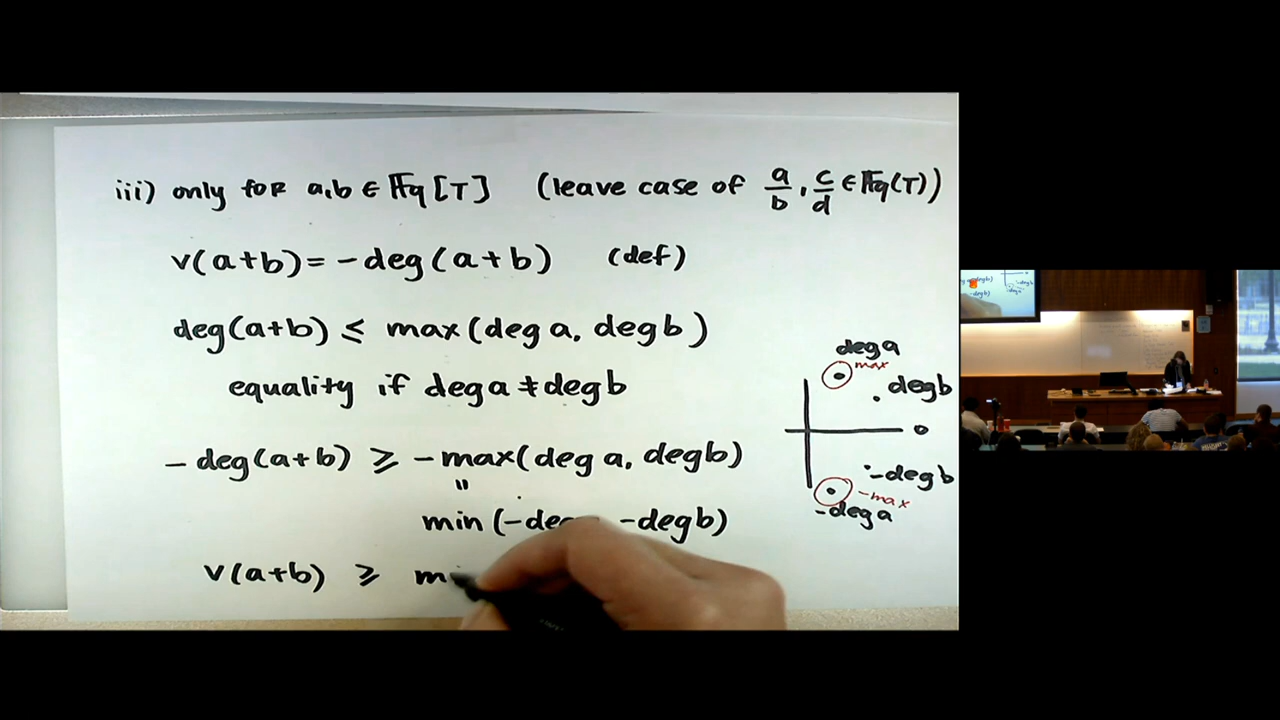 iii) only for a,b ∈ 𝔽q[T] (leave case of a/b, c/d ∈ 𝔽q(T))
v(a+b) = -deg(a+b) (def)
deg(a+b) ≤ max(deg a, deg b)
equality if deg a ≠ deg b
-deg(a+b) ≥ -max(deg a, deg b)
"
min(-de -deg b)
v(a+b) ≥ m
deg a
max
deg b
0
-deg b
-max
-deg a